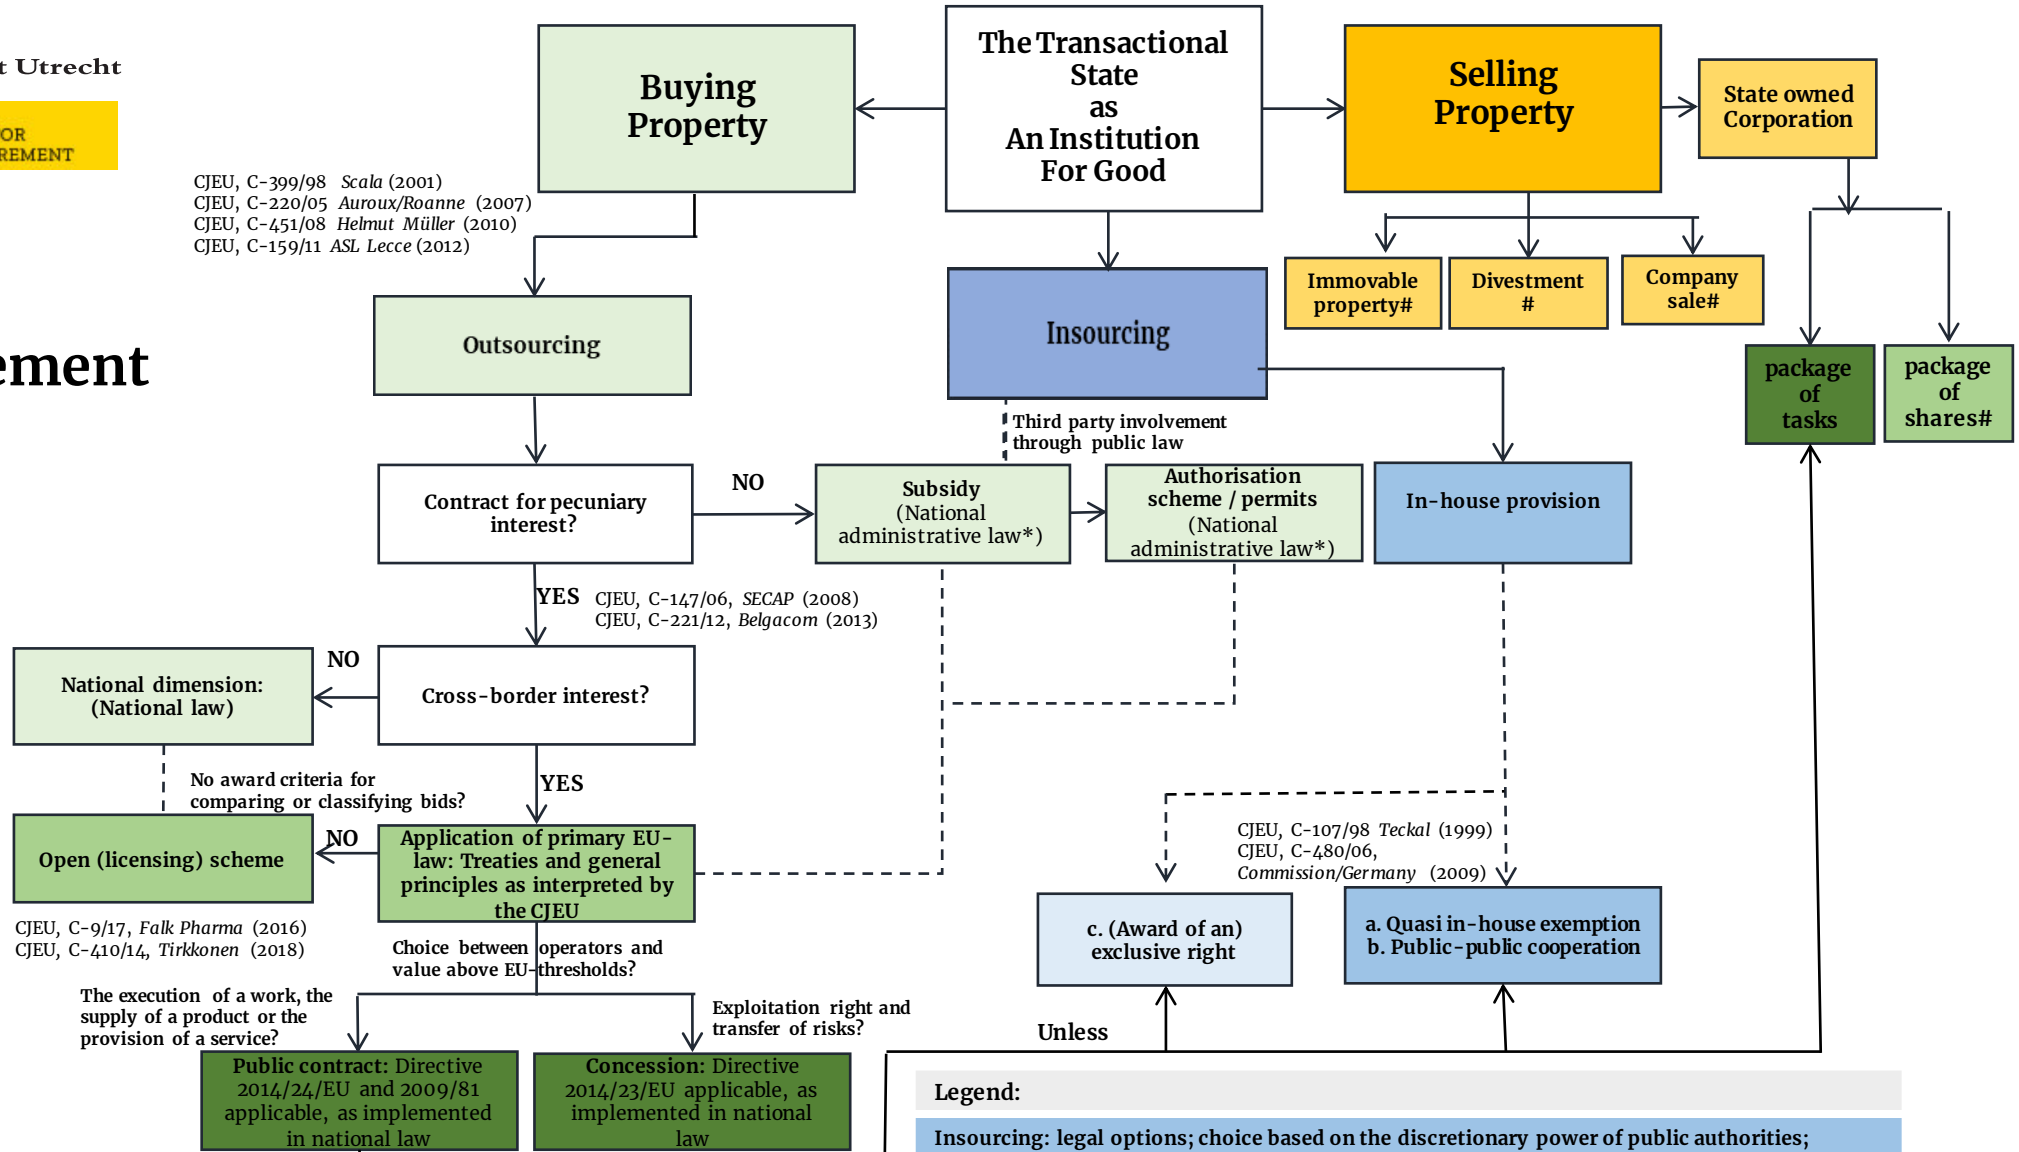 t Utrecht
OR
REMENT
ement
Buying
Property
The Transactional
State
as
An Institution
For Good
Selling
Property
State owned
Corporation
CJEU, C-399/98 Scala (2001)
CJEU, C-220/05 Auroux/Roanne (2007)
CJEU, C-451/08 Helmut Müller (2010)
CJEU, C-159/11 ASL Lecce (2012)
Immovable
property#
Divestment
#
Company
sale#
Outsourcing
Insourcing
package
of
tasks
package
of
shares#
Third party involvement
through public law
Contract for pecuniary
interest?
NO
Subsidy
(National
administrative law*)
Authorisation
scheme / permits
(National
administrative law*)
In-house provision
YES
CJEU, C-147/06, SECAP (2008)
CJEU, C-221/12, Belgacom (2013)
National dimension:
(National law)
NO
Cross-border interest?
No award criteria for
comparing or classifying bids?
YES
Open (licensing) scheme
NO
Application of primary EU-
law: Treaties and general
principles as interpreted by
the CJEU
CJEU, C-107/98 Teckal (1999)
CJEU, C-480/06,
Commission/Germany (2009)
CJEU, C-9/17, Falk Pharma (2016)
CJEU, C-410/14, Tirkkonen (2018)
c. (Award of an)
exclusive right
a. Quasi in-house exemption
b. Public-public cooperation
Choice between operators and
value above EU-thresholds?
The execution of a work, the
supply of a product or the
provision of a service?
Exploitation right and
transfer of risks?
Unless
Public contract: Directive
2014/24/EU and 2009/81
applicable, as implemented
in national law
Concession: Directive
2014/23/EU applicable, as
implemented in national
law
Legend:
Insourcing: legal options; choice based on the discretionary power of public authorities;